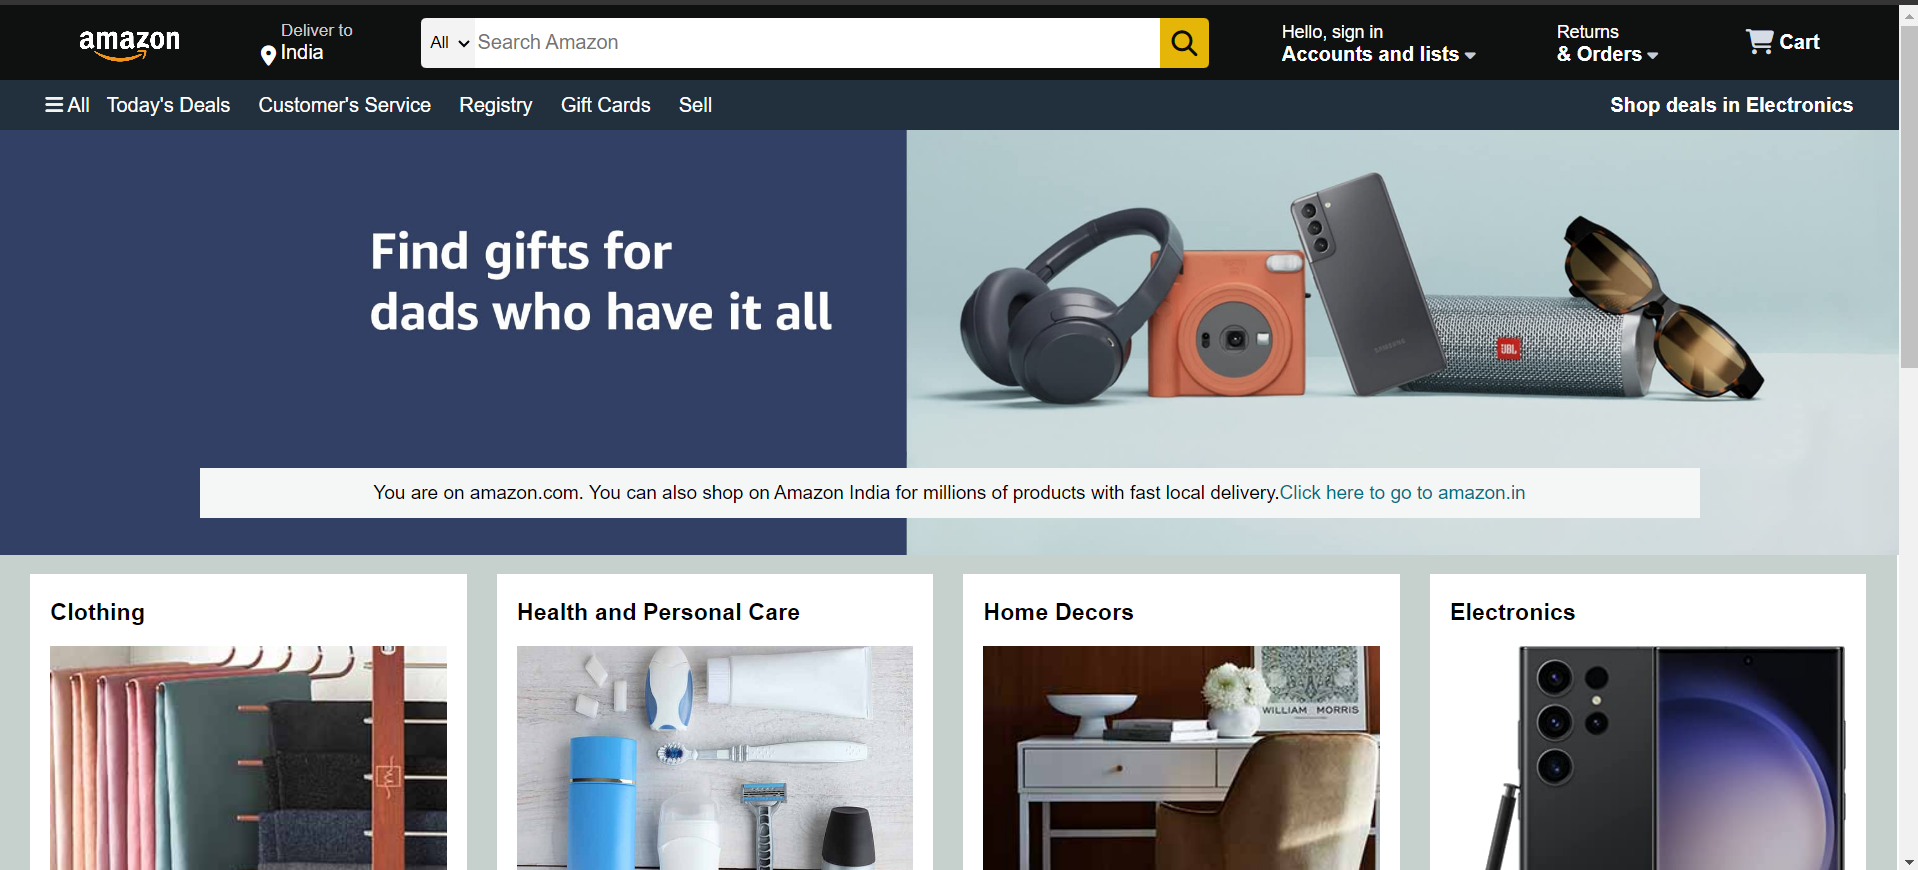 amazon
Deliver to
India
All
Search Amazon
Hello, sign in
Accounts and lists
Returns
& Orders
Cart
All
Today's Deals
Customer's Service
Registry
Gift Cards
Sell
Shop deals in Electronics
Find gifts for
dads who have it all
SAMSUNG
JBL
You are on amazon.com. You can also shop on Amazon India for millions of products with fast local delivery.Click here to go to amazon.in
Clothing
Health and Personal Care
Home Decors
Electronics
WILLIAM MORRIS